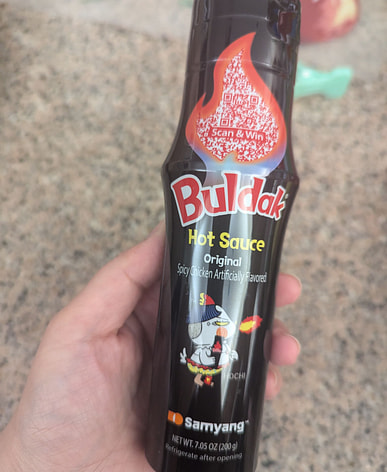 Scan & Win
Buldak
Hot Sauce
Original
Spicy Chicken Artificially Flavored
HOCHI
Samyang™
NET WT. 7.05 OZ (200g)
Refrigerate after opening